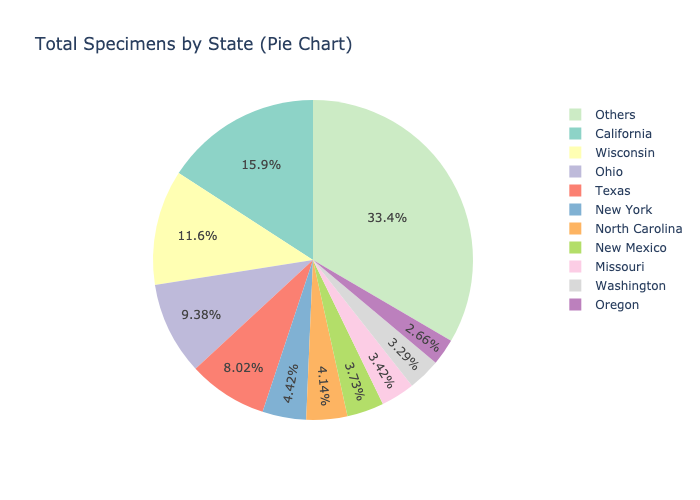 Total Specimens by State (Pie Chart)
33.4%
15.9%
11.6%
9.38%
8.02%
4.42%
4.14%
3.73%
3.42%
3.29%
2.66%
Others
California
Wisconsin
Ohio
Texas
New York
North Carolina
New Mexico
Missouri
Washington
Oregon